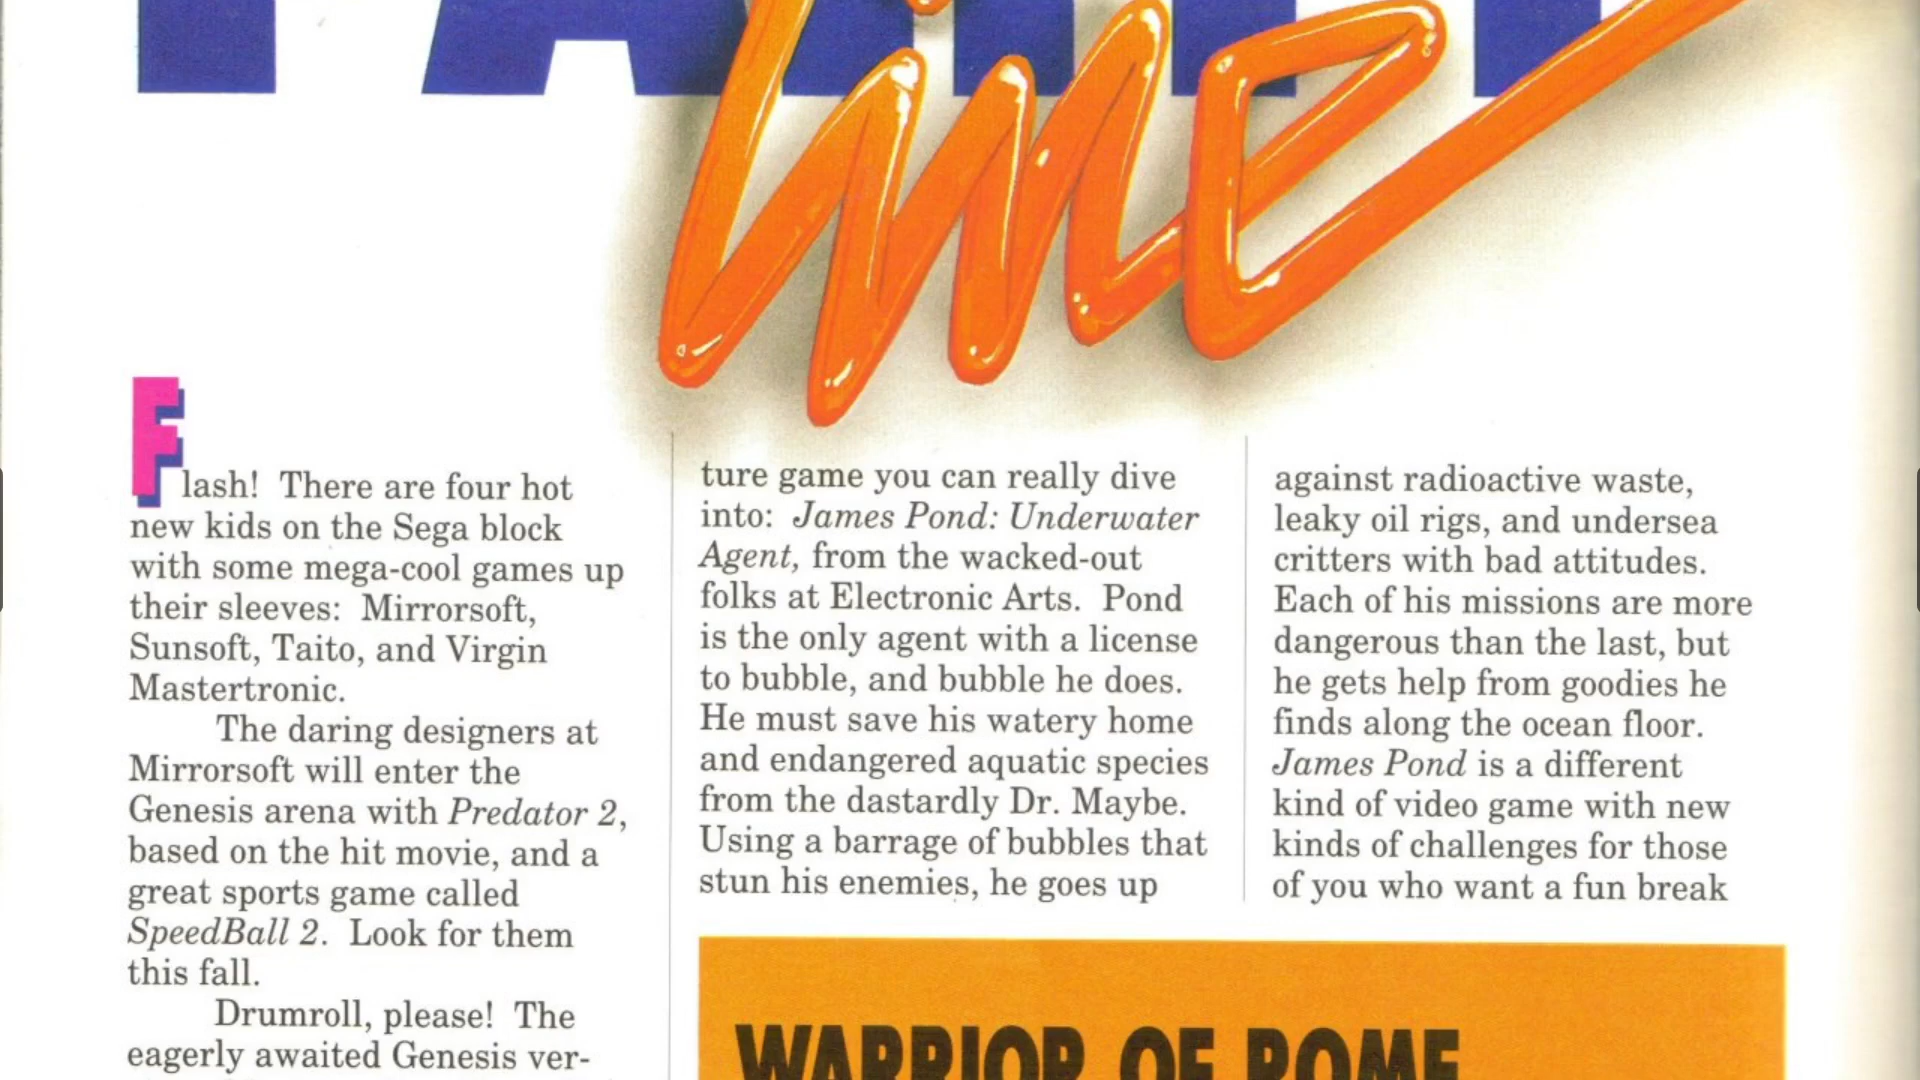 time
Flash!  There are four hot
new kids on the Sega block
with some mega-cool games up
their sleeves:  Mirrorsoft,
Sunsoft, Taito, and Virgin
Mastertronic.
The daring designers at
Mirrorsoft will enter the
Genesis arena with Predator 2,
based on the hit movie, and a
great sports game called
SpeedBall 2.  Look for them
this fall.
Drumroll, please!  The
eagerly awaited Genesis ver-
ture game you can really dive
into:  James Pond: Underwater
Agent, from the wacked-out
folks at Electronic Arts.  Pond
is the only agent with a license
to bubble, and bubble he does.
He must save his watery home
and endangered aquatic species
from the dastardly Dr. Maybe.
Using a barrage of bubbles that
stun his enemies, he goes up
against radioactive waste,
leaky oil rigs, and undersea
critters with bad attitudes.
Each of his missions are more
dangerous than the last, but
he gets help from goodies he
finds along the ocean floor.
James Pond is a different
kind of video game with new
kinds of challenges for those
of you who want a fun break
WARRIOR OF ROME